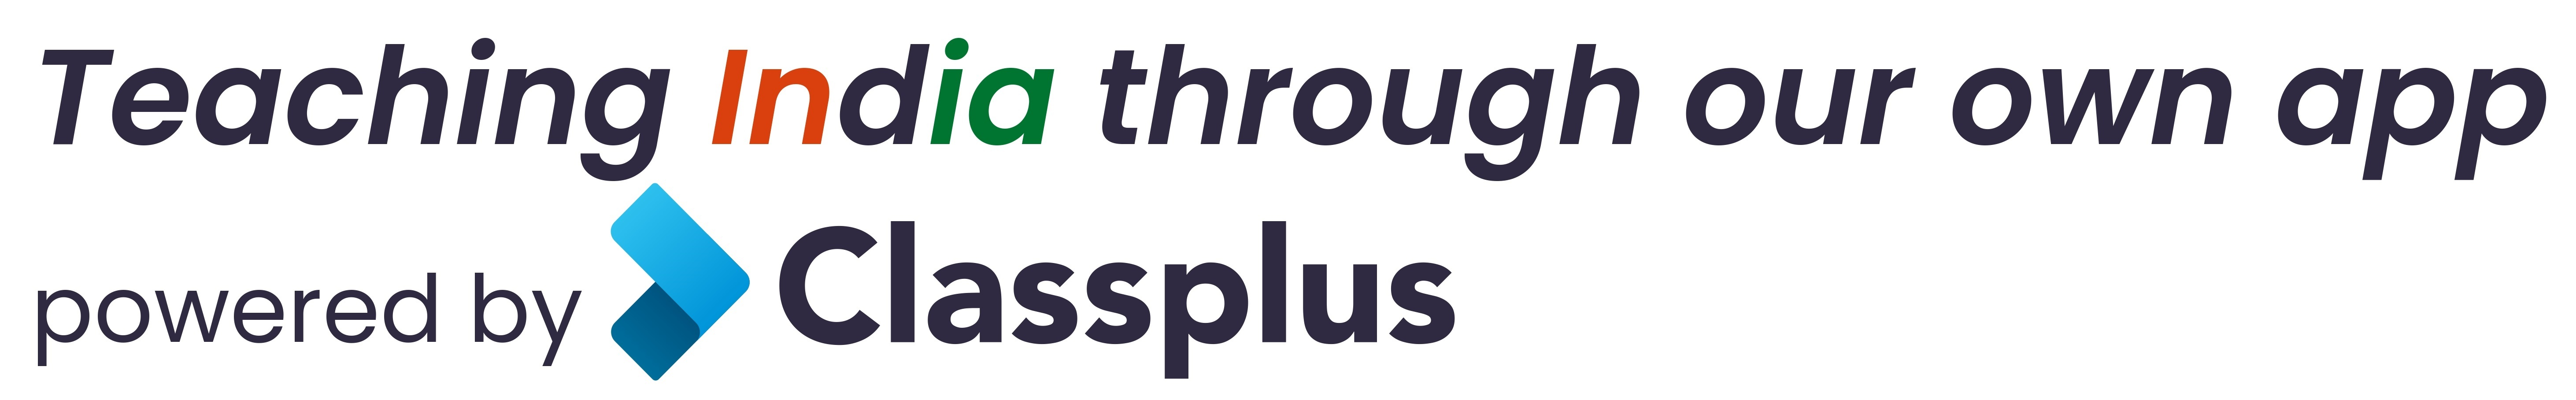 Teaching India through our own app
powered by Classplus